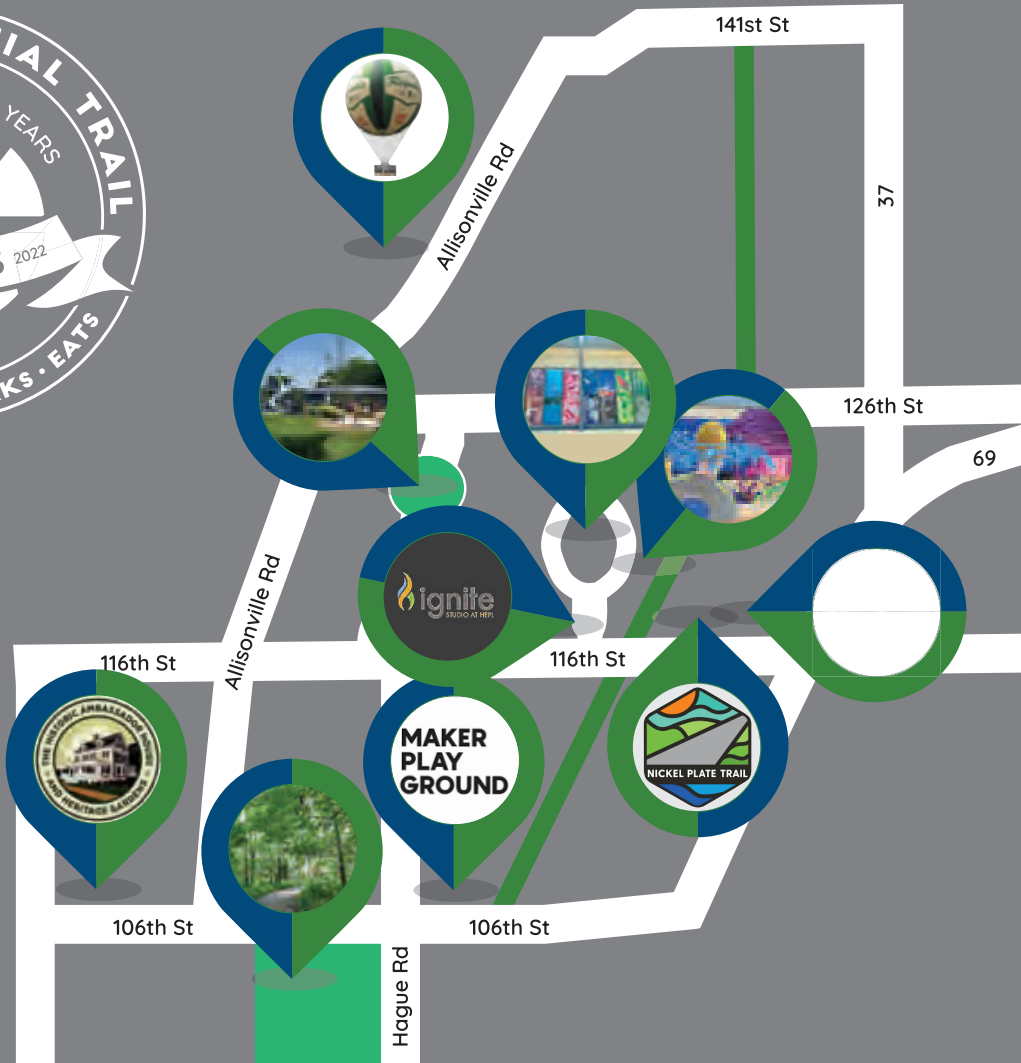 IAL TRAIL
YEARS
2022
KS • EATS
141st St
Allisonville Rd
37
126th St
69
ignite
STUDIO AT HEPL
Allisonville Rd
116th St
116th St
THE HISTORIC AMBASSADOR HOUSE
AND HERITAGE GARDENS
MAKER
PLAY
GROUND
NICKEL PLATE TRAIL
106th St
106th St
Hague Rd